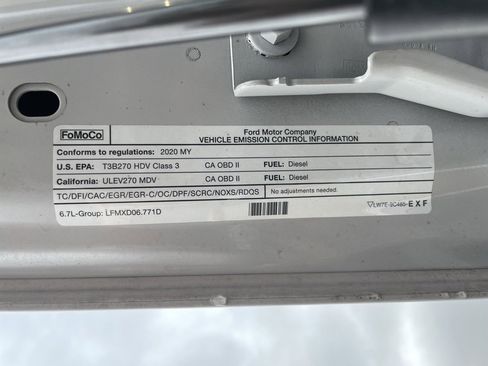 FoMoCo
Ford Motor Company
VEHICLE EMISSION CONTROL INFORMATION
Conforms to regulations: 2020 MY
U.S. EPA: T3B270 HDV Class 3 CA OBD II FUEL: Diesel
California: ULEV270 MDV CA OBD II FUEL: Diesel
TC/DFI/CAC/EGR/EGR-C/OC/DPF/SCRC/NOXS/RDQS No adjustments needed.
6.7L-Group: LFMXD06.771D
EXF